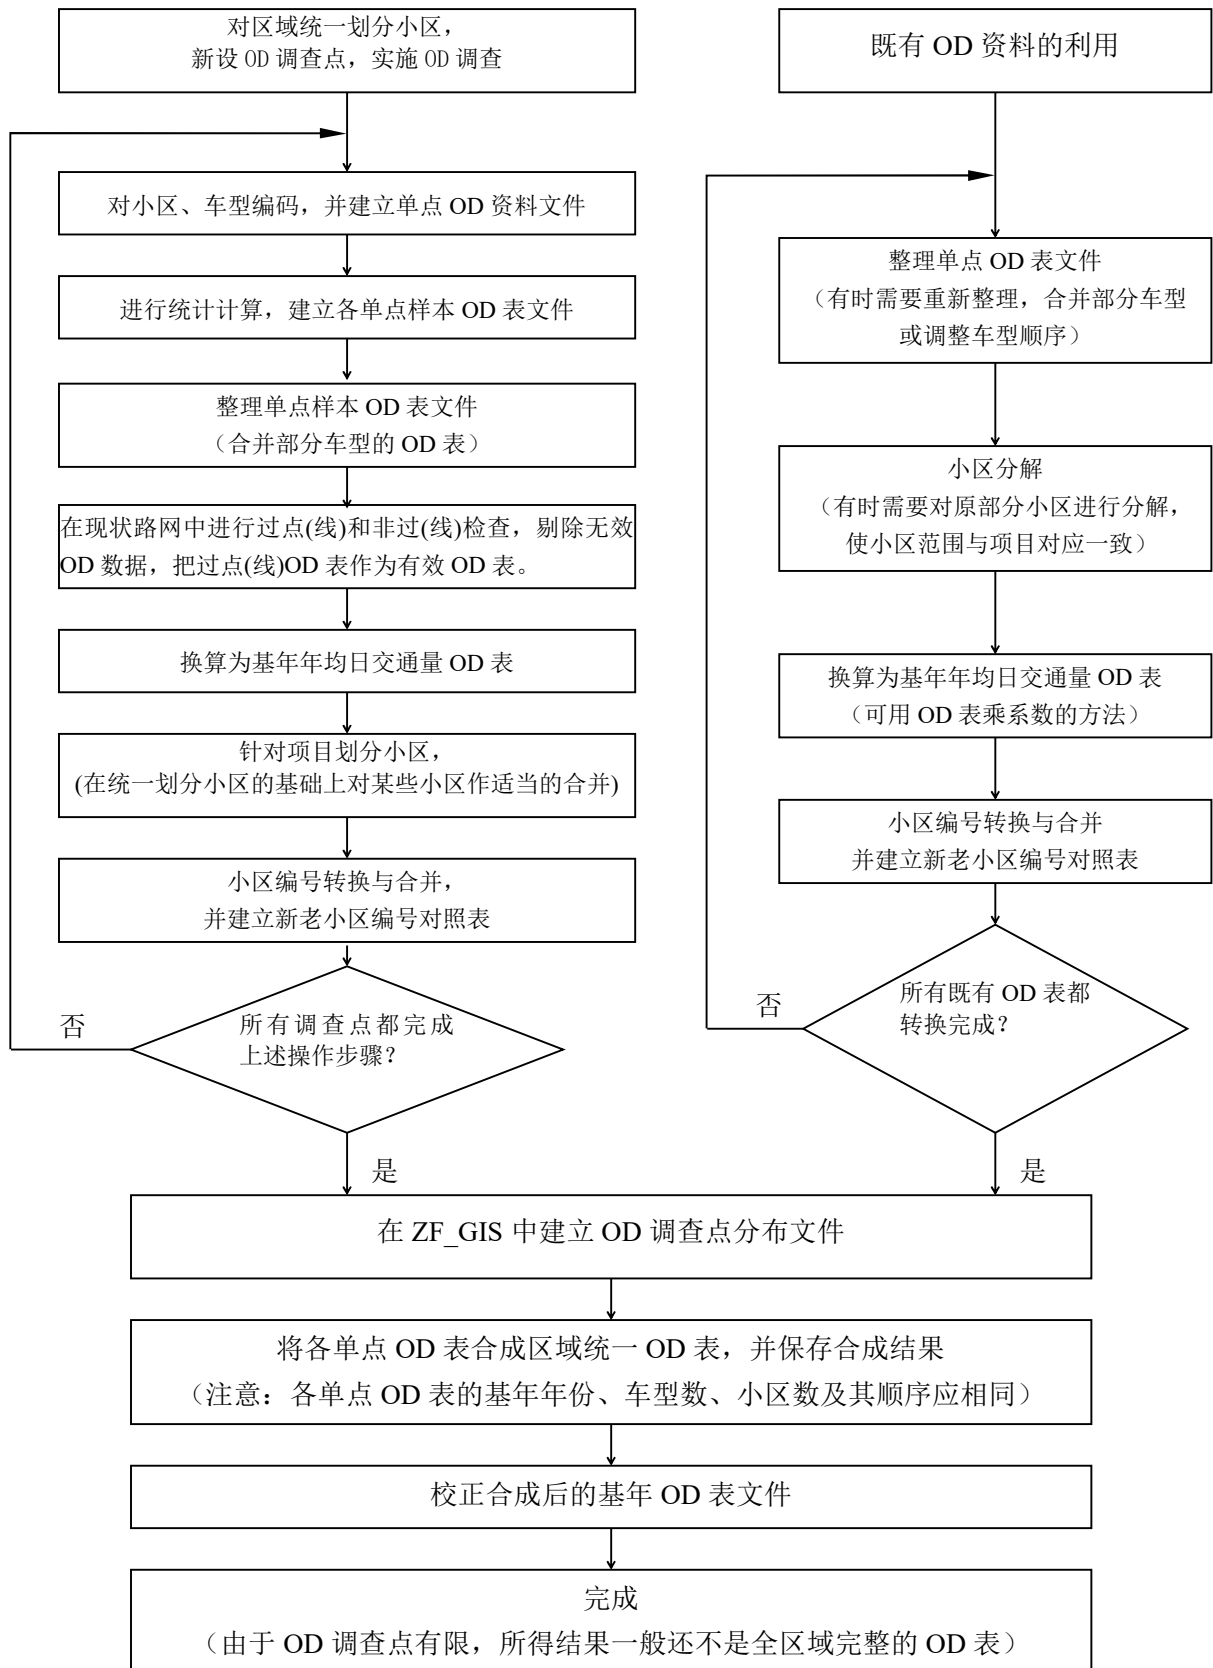 对区域统一划分小区，
新设 OD 调查点，实施 OD 调查
对小区、车型编码，并建立单点 OD 资料文件
进行统计计算，建立各单点样本 OD 表文件
整理单点样本 OD 表文件
（合并部分车型的 OD 表）
在现状路网中进行过点(线)和非过(线)检查，剔除无效
OD 数据，把过点(线)OD 表作为有效 OD 表。
换算为基年年均日交通量 OD 表
针对项目划分小区，
(在统一划分小区的基础上对某些小区作适当的合并)
小区编号转换与合并，
并建立新老小区编号对照表
所有调查点都完成
上述操作步骤？
否
是
既有 OD 资料的利用
整理单点 OD 表文件
（有时需要重新整理，合并部分车型
或调整车型顺序）
小区分解
（有时需要对原部分小区进行分解，
使小区范围与项目对应一致）
换算为基年年均日交通量 OD 表
（可用 OD 表乘系数的方法）
小区编号转换与合并
并建立新老小区编号对照表
所有既有 OD 表都
转换完成？
否
是
在 ZF_GIS 中建立 OD 调查点分布文件
将各单点 OD 表合成区域统一 OD 表，并保存合成结果
（注意：各单点 OD 表的基年年份、车型数、小区数及其顺序应相同）
校正合成后的基年 OD 表文件
完成
（由于 OD 调查点有限，所得结果一般还不是全区域完整的 OD 表）